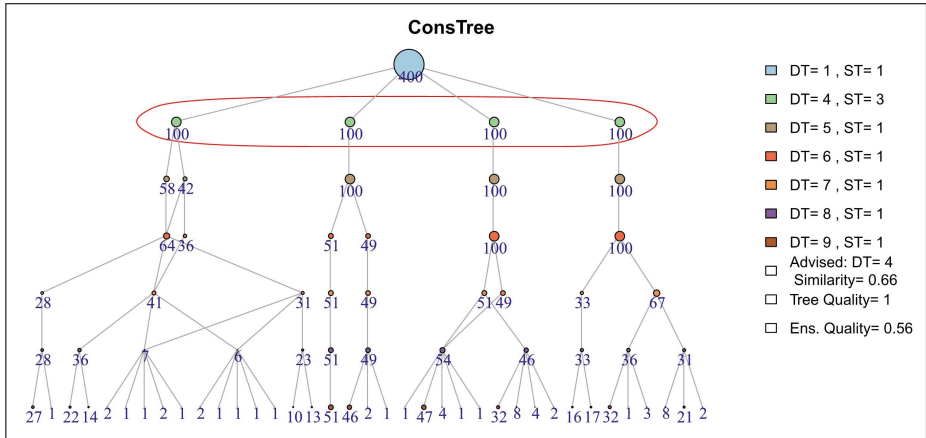 ConsTree
400
100 100 100 100
58 42 100 100 100
64 36 51 49 100 100
28 41 31 51 49 51 49 33 67
28 36 7 6 23 51 49 54 46 33 36 31
27 1 22 14 2 1 1 2 1 2 1 1 1 10 13 51 46 2 1 1 47 4 1 1 32 8 4 2 16 17 32 1 3 8 21 2
DT= 1 , ST= 1
DT= 4 , ST= 3
DT= 5 , ST= 1
DT= 6 , ST= 1
DT= 7 , ST= 1
DT= 8 , ST= 1
DT= 9 , ST= 1
Advised: DT= 4
Similarity= 0.66
Tree Quality= 1
Ens. Quality= 0.56